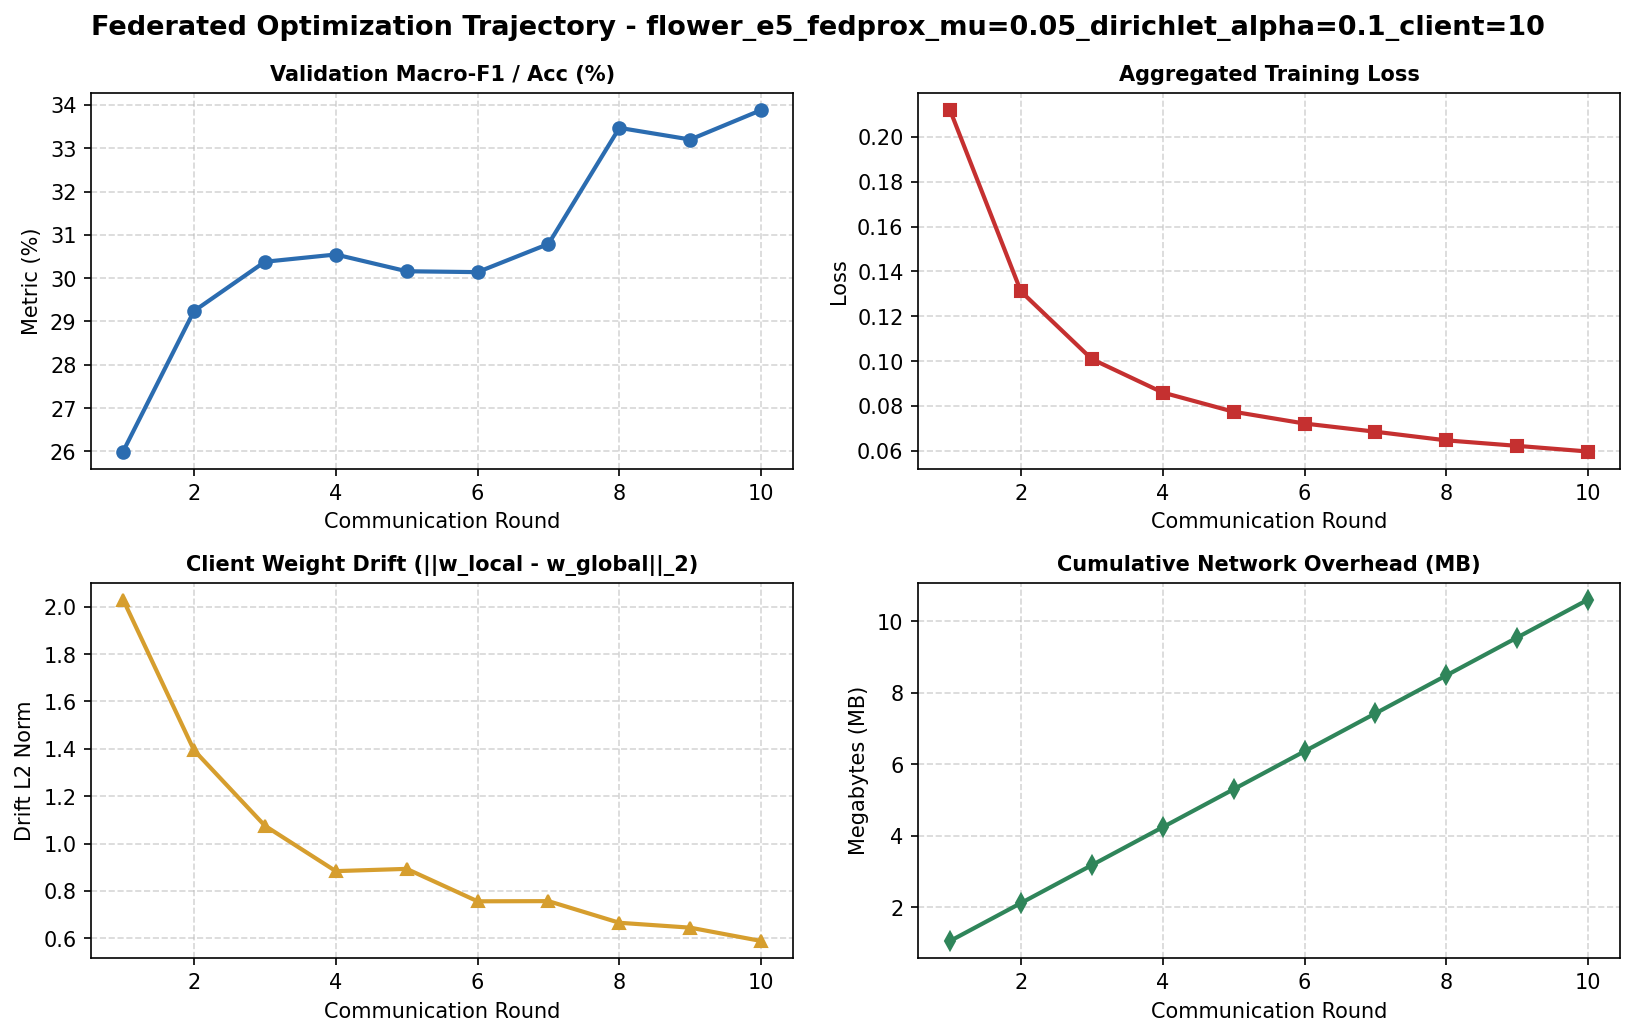 Federated Optimization Trajectory - flower_e5_fedprox_mu=0.05_dirichlet_alpha=0.1_client=10
Validation Macro-F1 / Acc (%)
Metric (%)
34
33
32
31
30
29
28
27
26
2 4 6 8 10
Communication Round
Aggregated Training Loss
Loss
0.20
0.18
0.16
0.14
0.12
0.10
0.08
0.06
2 4 6 8 10
Communication Round
Client Weight Drift (||w_local - w_global||_2)
Drift L2 Norm
2.0
1.8
1.6
1.4
1.2
1.0
0.8
0.6
2 4 6 8 10
Communication Round
Cumulative Network Overhead (MB)
Megabytes (MB)
10
8
6
4
2
2 4 6 8 10
Communication Round